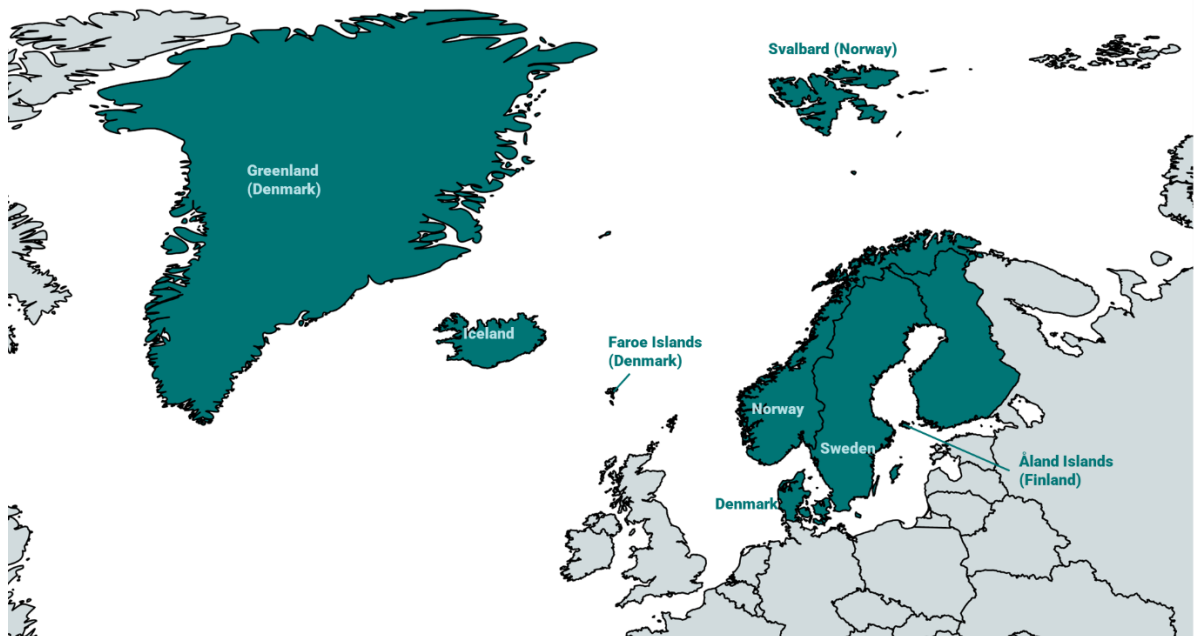 Svalbard (Norway)
Greenland
(Denmark)
Iceland
Faroe Islands
(Denmark)
Norway
Sweden
Åland Islands
(Finland)
Denmark